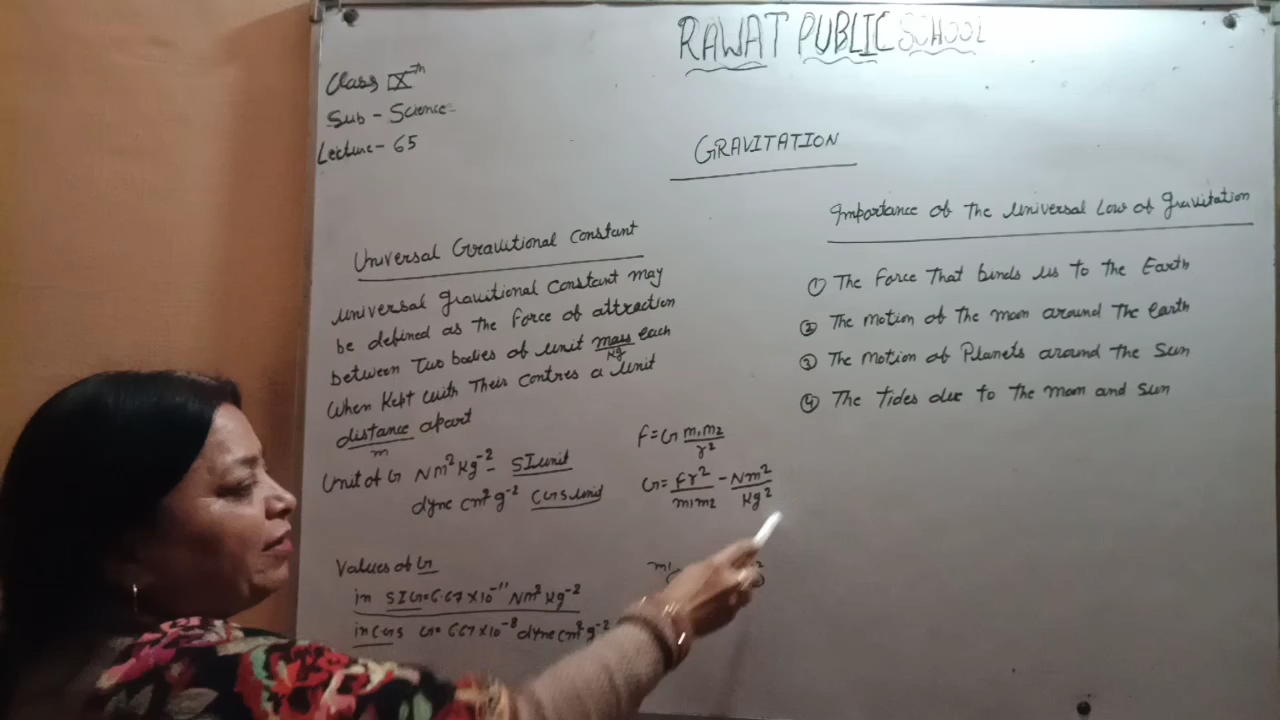 RAWAT PUBLIC SCHOOL
Class IXth
Sub - Science
Lecture - 65
GRAVITATION
Universal Gravitional Constant
Universal gravitional constant may
be defined as the force of attraction
between two bodies of unit mass each
kg
when kept with their centres a unit
distance apart
m
Unit of G Nm² kg⁻² - SI unit
dyne cm² g⁻² CGS unit
F = G m₁m₂ / r²
G = Fr² / m₁m₂ - Nm² / kg²
Values of G
in SI G = 6.67 × 10⁻¹¹ Nm² kg⁻²
in CGS G = 6.67 × 10⁻⁸ dyne cm² g⁻²
m1
Importance of the Universal Law of gravitation
① The Force that binds us to the Earth
② The motion of the moon around the earth
③ The motion of Planets around the Sun
④ The tides due to the moon and sun